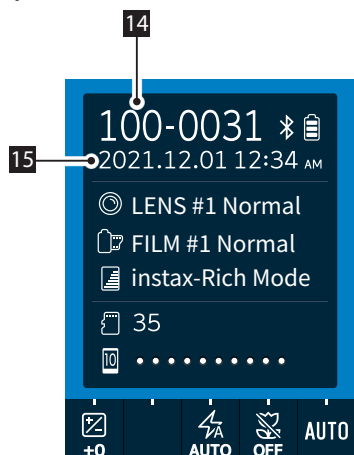 14
100-0031
15
2021.12.01 12:34 AM
LENS #1 Normal
FILM #1 Normal
instax-Rich Mode
35
10
±0
A
AUTO
OFF
AUTO